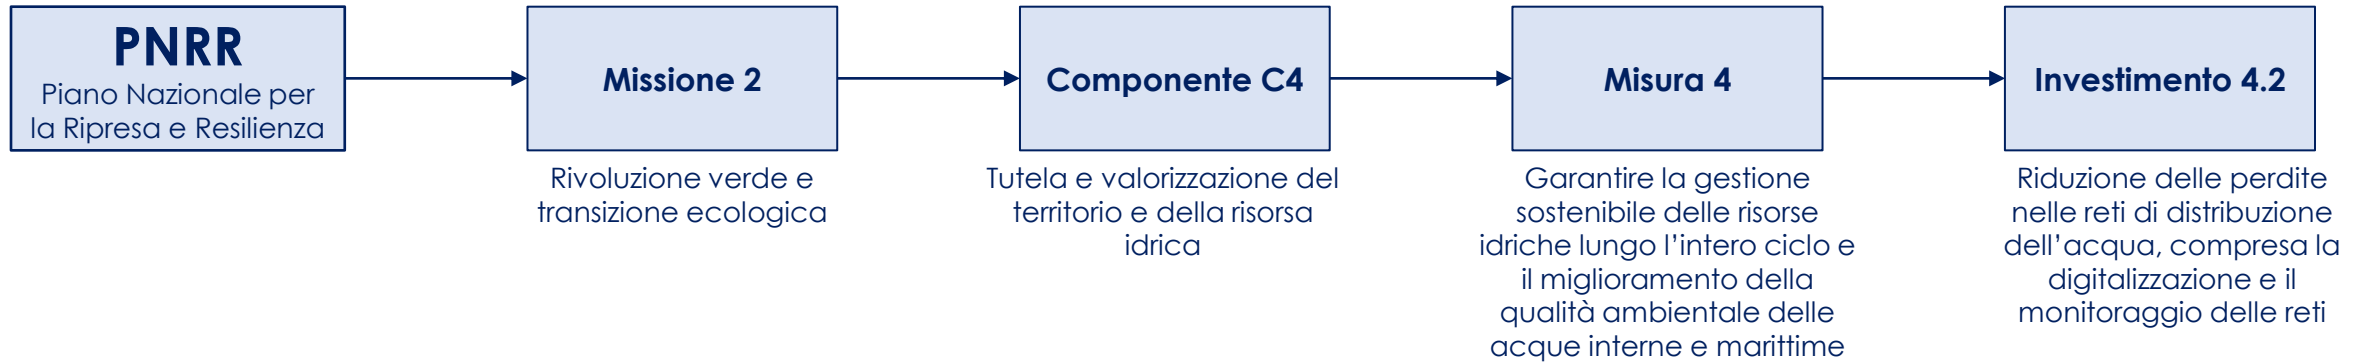 PNRR
Piano Nazionale per
la Ripresa e Resilienza
Missione 2
Rivoluzione verde e
transizione ecologica
Componente C4
Tutela e valorizzazione del
territorio e della risorsa
idrica
Misura 4
Garantire la gestione
sostenibile delle risorse
idriche lungo l’intero ciclo e
il miglioramento della
qualità ambientale delle
acque interne e marittime
Investimento 4.2
Riduzione delle perdite
nelle reti di distribuzione
dell’acqua, compresa la
digitalizzazione e il
monitoraggio delle reti